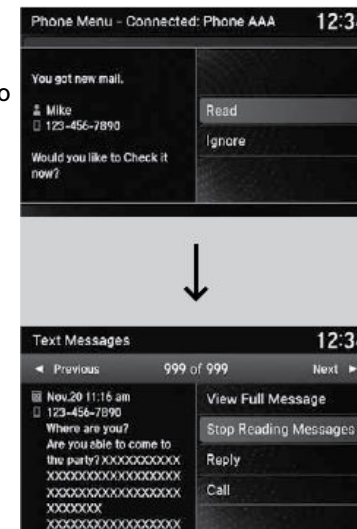 Phone Menu - Connected: Phone AAA 12:3
You got new mail.
Mike
123-456-7890
Would you like to Check it
now?
Read
Ignore
o
↓
Text Messages 12:3
◄ Previous 999 of 999 Next ►
Nov.20 11:16 am
123-456-7890
Where are you?
Are you able to come to
the party?XXXXXXXXXX
XXXXXXXXXXXXXXXXX
XXXXXXXXXXXXXXXXX
XXXXXXX
XXXXXXXXXXXXXXXXX
View Full Message
Stop Reading Messages
Reply
Call